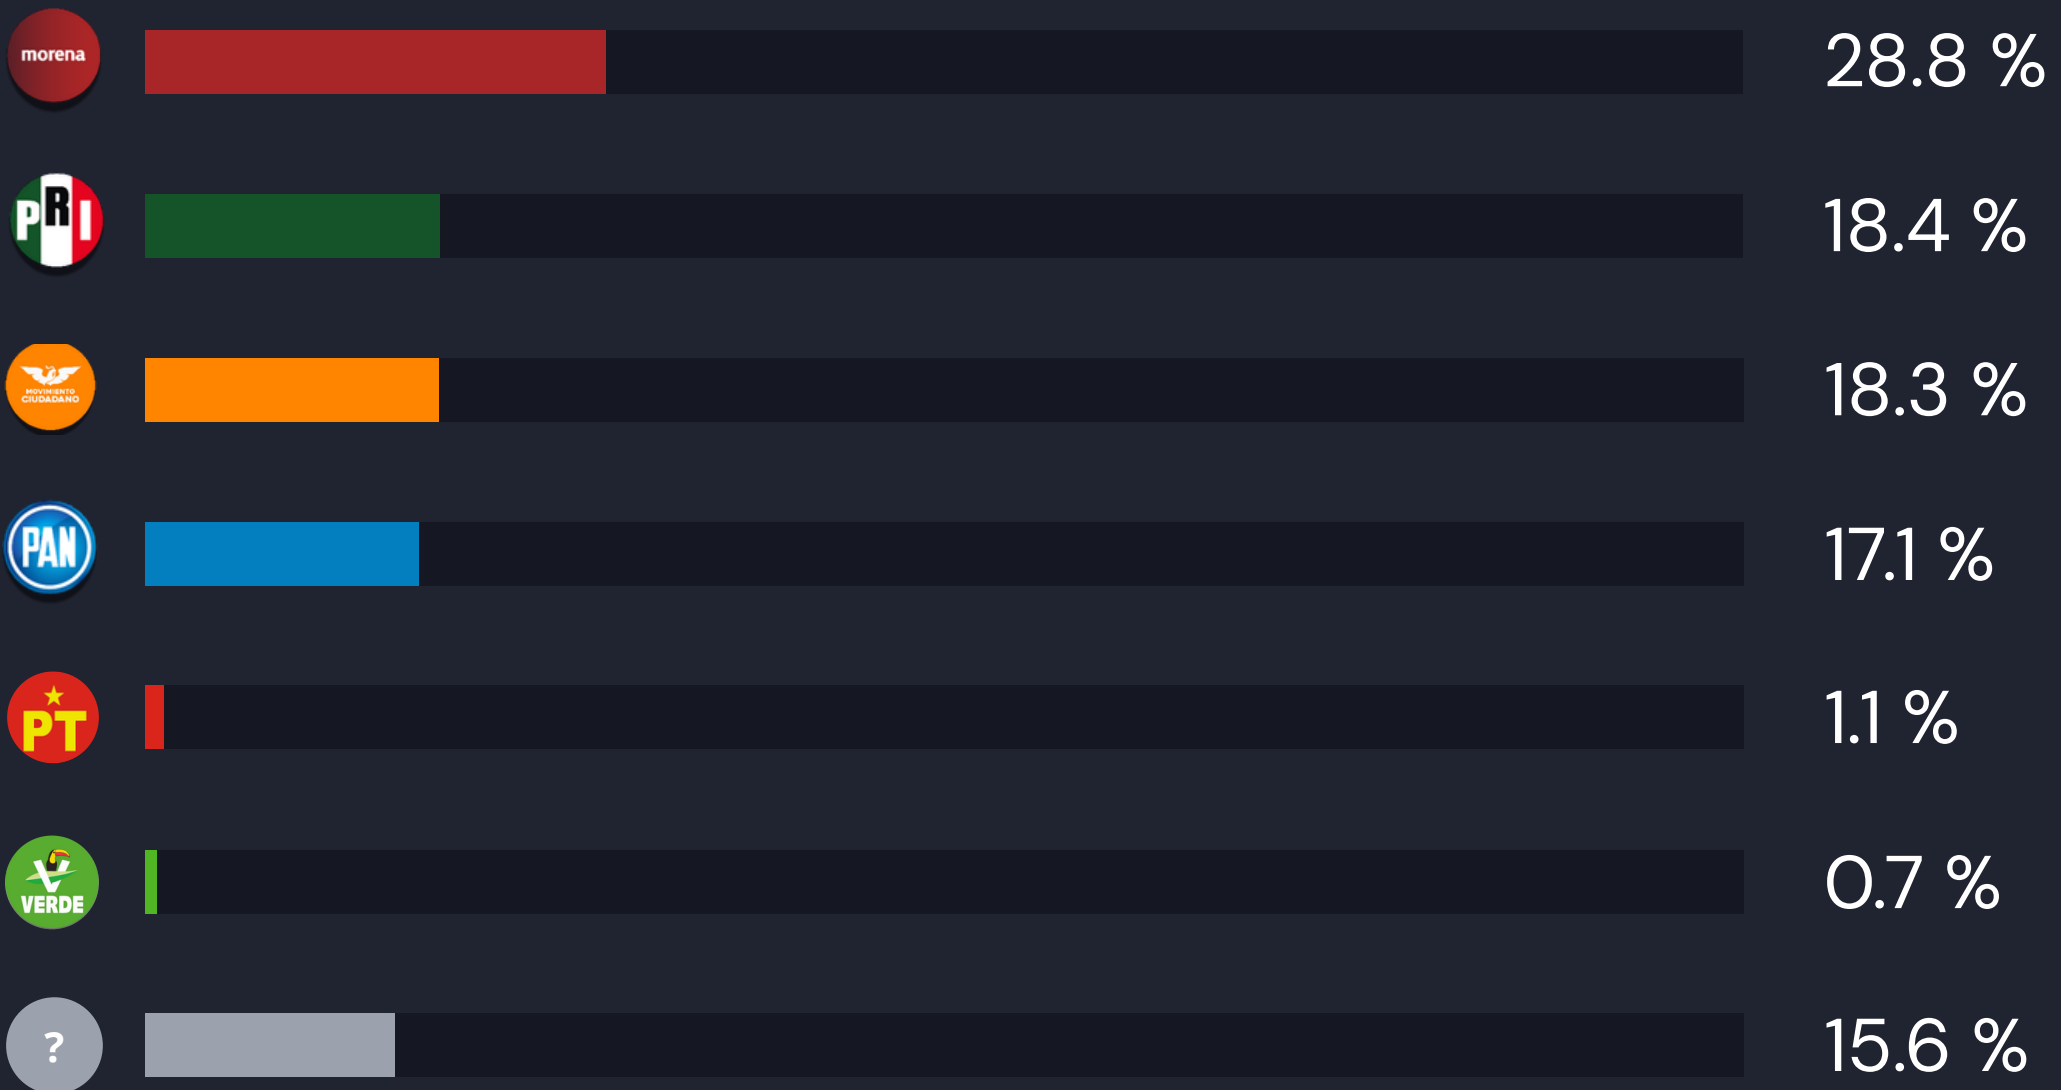 morena
28.8 %
PRI
18.4 %
MOVIMIENTO
CIUDADANO
18.3 %
PAN
17.1 %
PT
1.1 %
V
VERDE
0.7 %
?
15.6 %